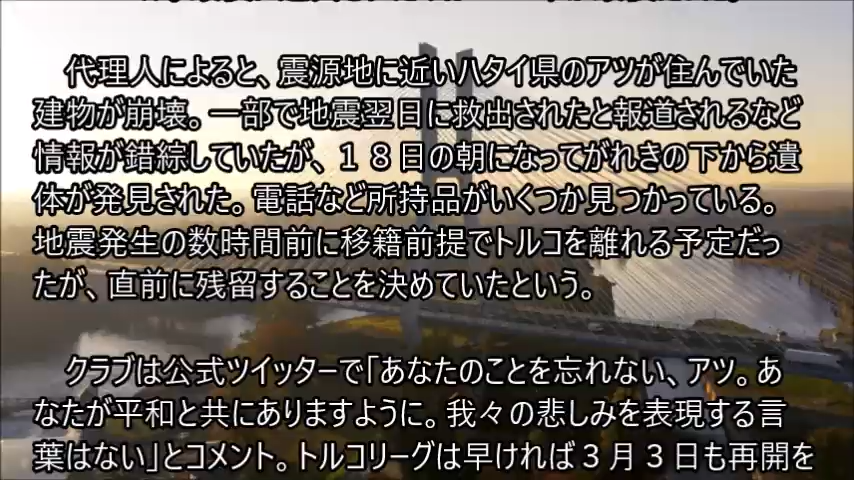 代理人によると、震源地に近いハタイ県のアツが住んでいた
建物が崩壊。一部で地震翌日に救出されたと報道されるなど
情報が錯綜していたが、１８日の朝になってがれきの下から遺
体が発見された。電話など所持品がいくつか見つかっている。
地震発生の数時間前に移籍前提でトルコを離れる予定だっ
たが、直前に残留することを決めていたという。
クラブは公式ツイッターで「あなたのことを忘れない、アツ。あ
なたが平和と共にありますように。我々の悲しみを表現する言
葉はない」とコメント。トルコリーグは早ければ３月３日も再開を